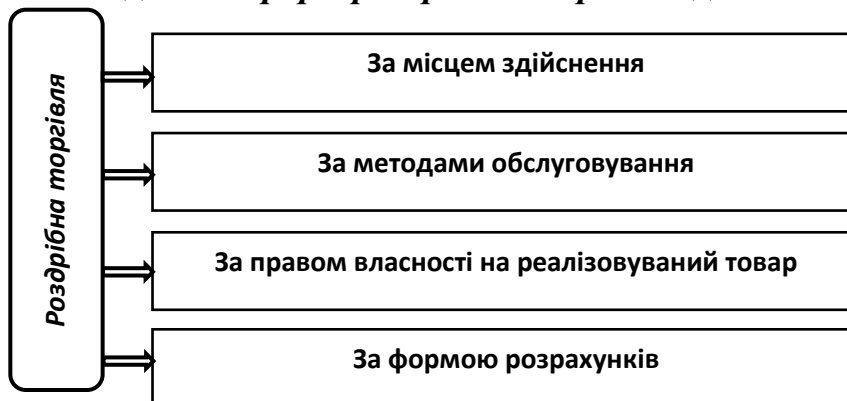 Роздрібна торгівля
За місцем здійснення
За методами обслуговування
За правом власності на реалізовуваний товар
За формою розрахунків